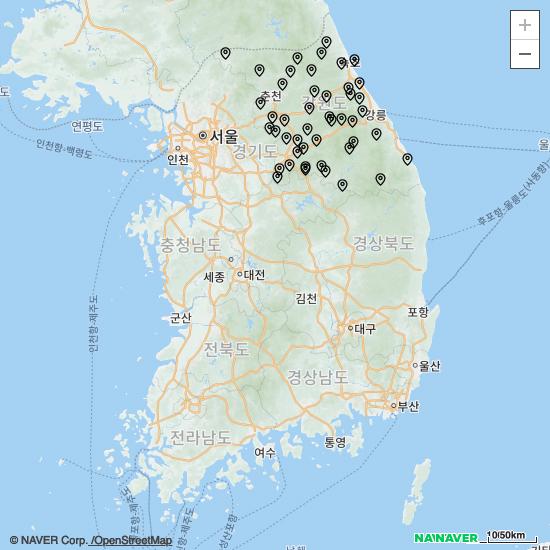 +
−
춘천
강원도
강릉
연평도
서울
인천
경기도
인천항-백령도
울
후포항-울릉도(사동항)
충청남도
세종
대전
경상북도
김천
포항
군산
인천항-제주도
대구
전북도
경상남도
울산
부산
전라남도
여수
통영
© NAVER Corp. /OpenStreetMap
NAVER
10/50km